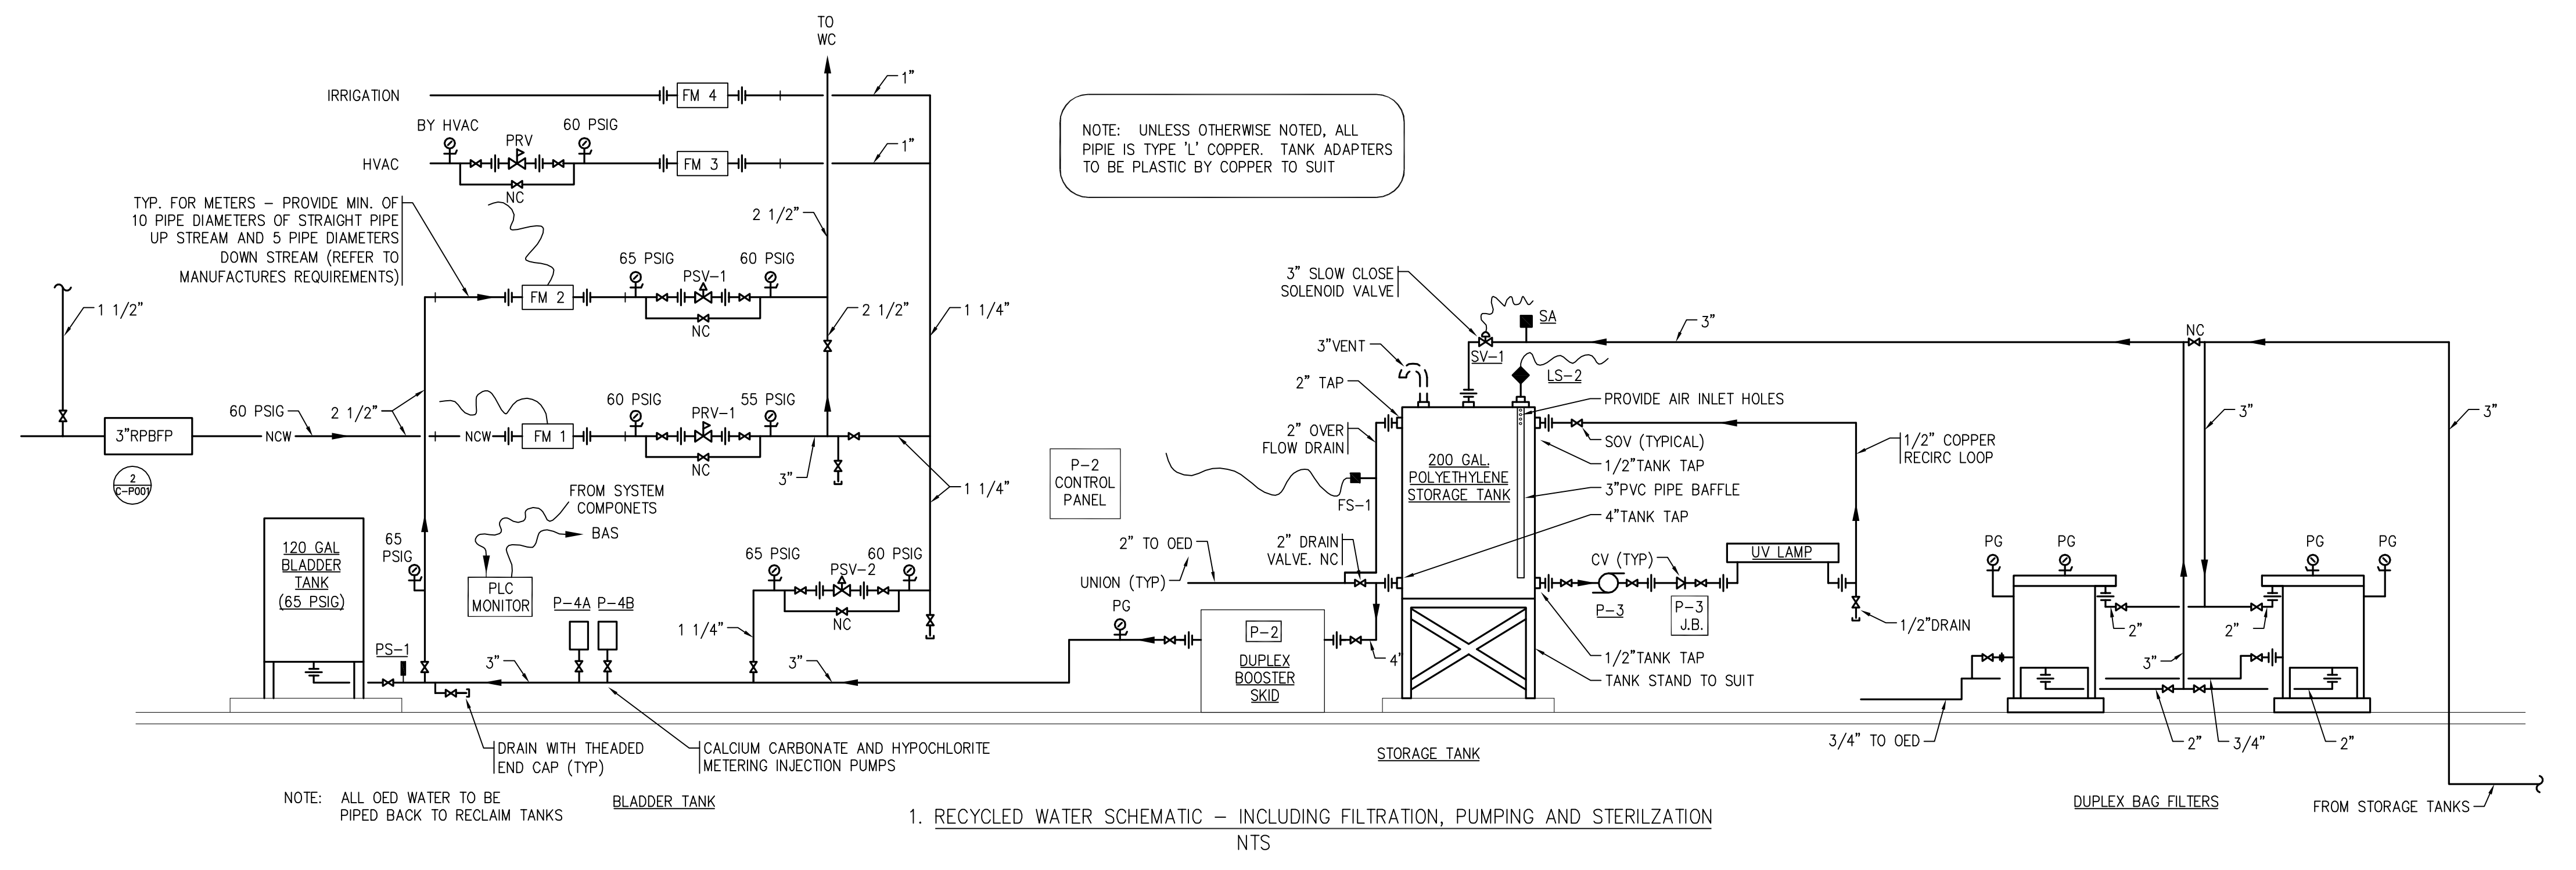 TO
WC
IRRIGATION
FM 4
1"
BY HVAC
PRV
60 PSIG
HVAC
FM 3
1"
NC
TYP. FOR METERS – PROVIDE MIN. OF
10 PIPE DIAMETERS OF STRAIGHT PIPE
UP STREAM AND 5 PIPE DIAMETERS
DOWN STREAM (REFER TO
MANUFACTURES REQUIREMENTS)
2 1/2"
65 PSIG
PSV-1
60 PSIG
FM 2
NC
1 1/2"
2 1/2"
1 1/4"
60 PSIG
2 1/2"
3"RPBFP
NCW
NCW
FM 1
60 PSIG
PRV-1
55 PSIG
NC
3"
1 1/4"
2
C-P001
FROM SYSTEM
COMPONETS
BAS
PLC
MONITOR
120 GAL
BLADDER
TANK
(65 PSIG)
65
PSIG
65 PSIG
PSV-2
60 PSIG
NC
P-4A
P-4B
1 1/4"
PS-1
3"
3"
DRAIN WITH THEADED
END CAP (TYP)
CALCIUM CARBONATE AND HYPOCHLORITE
METERING INJECTION PUMPS
NOTE: ALL OED WATER TO BE
PIPED BACK TO RECLAIM TANKS
BLADDER TANK
NOTE: UNLESS OTHERWISE NOTED, ALL
PIPIE IS TYPE 'L' COPPER. TANK ADAPTERS
TO BE PLASTIC BY COPPER TO SUIT
3" SLOW CLOSE
SOLENOID VALVE
SA
3"
SV-1
LS-2
3"VENT
2" TAP
2" OVER
FLOW DRAIN
P-2
CONTROL
PANEL
FS-1
200 GAL.
POLYETHYLENE
STORAGE TANK
PROVIDE AIR INLET HOLES
SOV (TYPICAL)
1/2"TANK TAP
3"PVC PIPE BAFFLE
4"TANK TAP
1/2" COPPER
RECIRC LOOP
2" TO OED
2" DRAIN
VALVE. NC
UNION (TYP)
CV (TYP)
UV LAMP
P-3
P-3
J.B.
1/2"DRAIN
PG
P-2
DUPLEX
BOOSTER
SKID
4'
1/2"TANK TAP
TANK STAND TO SUIT
STORAGE TANK
NC
3"
3"
PG
PG
PG
PG
2"
2"
3"
3/4" TO OED
2"
3/4"
2"
DUPLEX BAG FILTERS
FROM STORAGE TANKS
1. RECYCLED WATER SCHEMATIC – INCLUDING FILTRATION, PUMPING AND STERILZATION
NTS